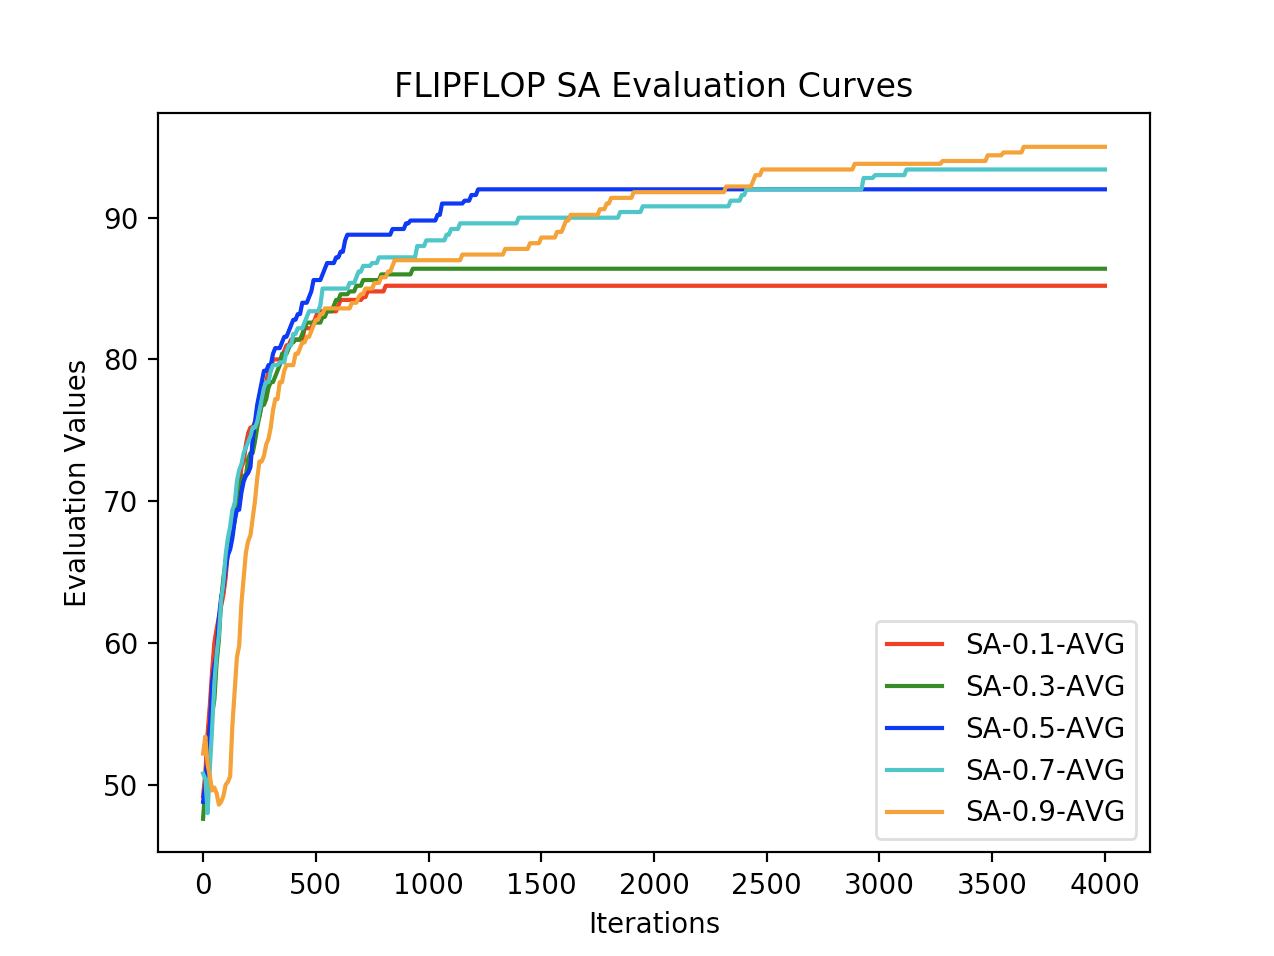 FLIPFLOP SA Evaluation Curves
90
80
70
60
50
Evaluation Values
SA-0.1-AVG
SA-0.3-AVG
SA-0.5-AVG
SA-0.7-AVG
SA-0.9-AVG
0 500 1000 1500 2000 2500 3000 3500 4000
Iterations